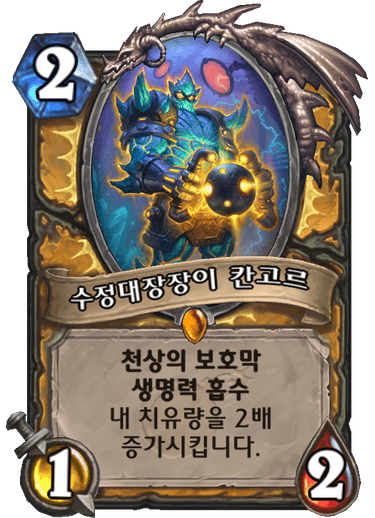 2
수정대장장이 칸고르
천상의 보호막
생명력 흡수
내 치유량을 2배
증가시킵니다.
1
2